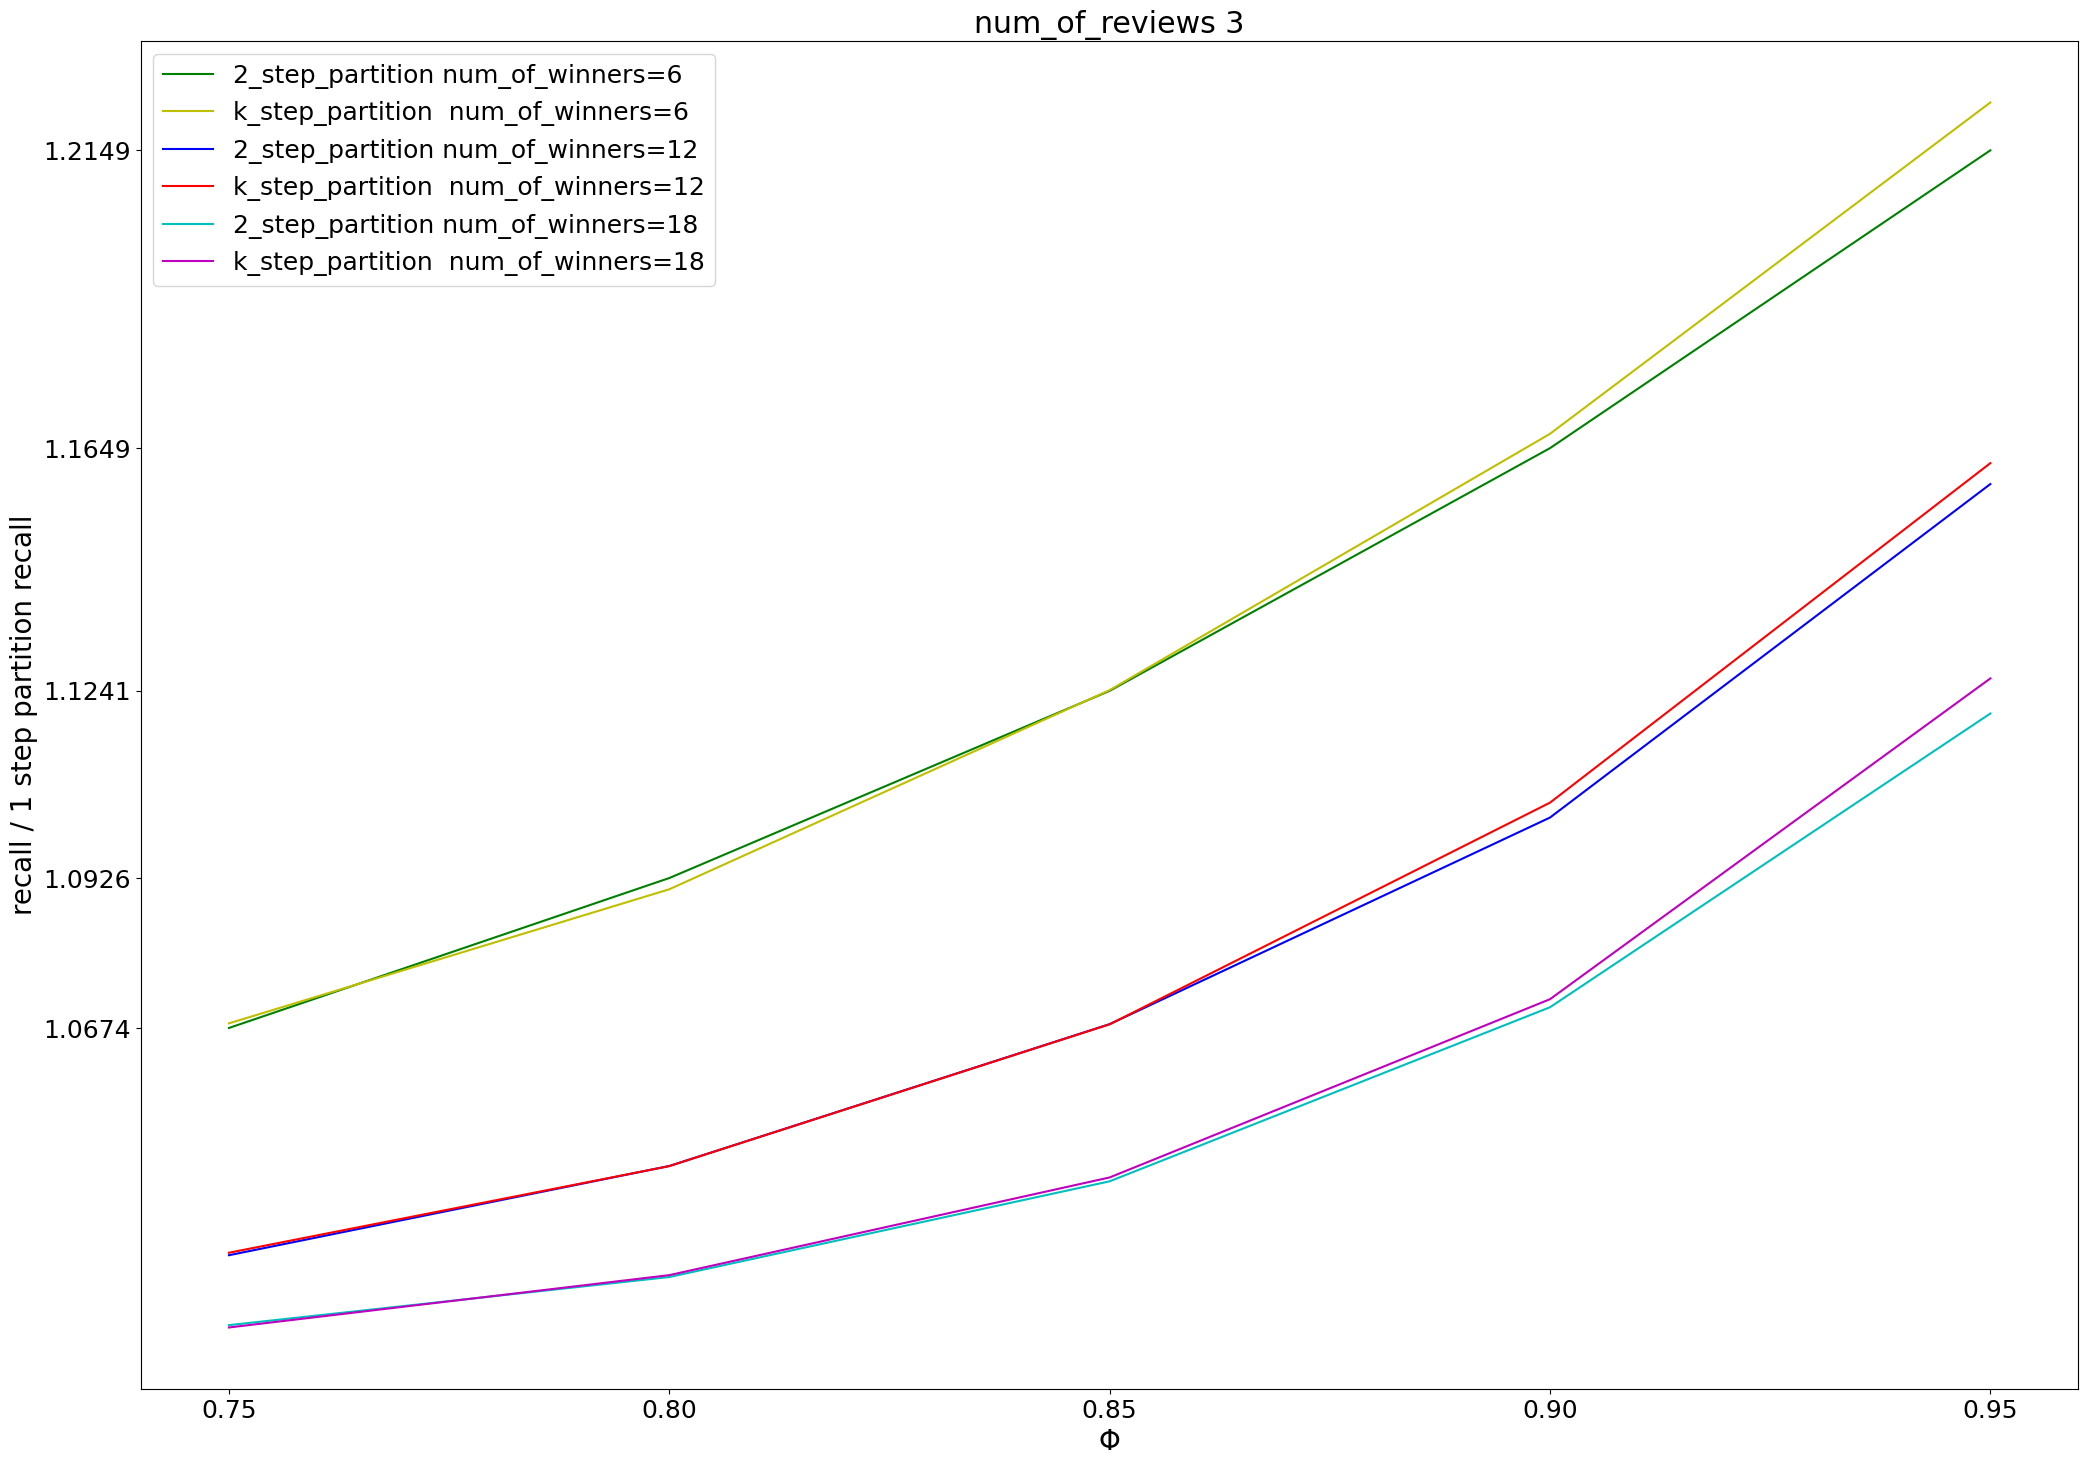 num_of_reviews 3
2_step_partition num_of_winners=6
k_step_partition  num_of_winners=6
2_step_partition num_of_winners=12
k_step_partition  num_of_winners=12
2_step_partition num_of_winners=18
k_step_partition  num_of_winners=18
1.2149
1.1649
1.1241
1.0926
1.0674
recall / 1 step partition recall
0.75 0.80 0.85 0.90 0.95
Φ